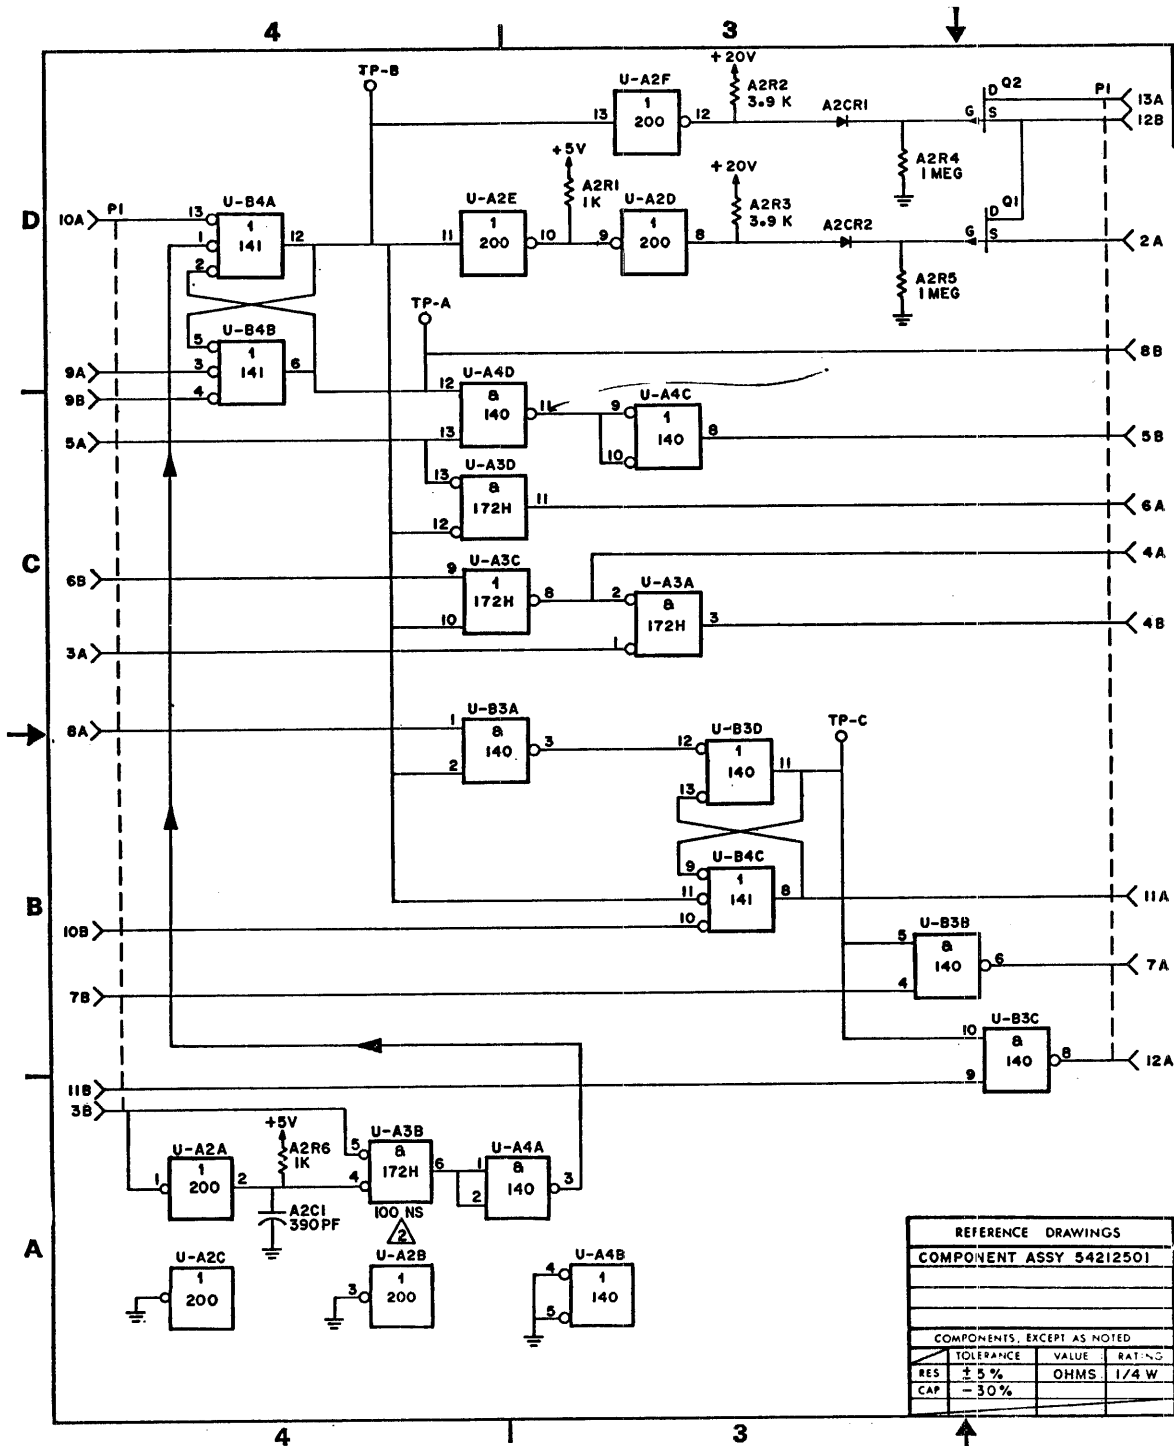 4 3
TP-B
+20V
U-A2F
A2R2
3.9 K
A2CR1
D Q2
P1
13A
13 1 12
200
G S
12B
+5V
A2R1
1K
+20V
A2R4
1 MEG
P1
10A
U-B4A
13
1
1
141
12
2
U-A2E
11 1 10
200
U-A2D
9 1 8
200
A2R3
3.9 K
A2CR2
D Q1
G S
2A
D
A2R5
1 MEG
TP-A
U-B4B
5
1
3
141
6
4
9A
9B
8B
U-A4D
12
&
11
140
13
U-A4C
9
1
140
8
10
5A
5B
U-A3D
13
&
11
172H
12
6A
C
4A
6B
U-A3C
9
1
8
172H
10
U-A3A
2
&
172H
3
1
4B
3A
8A
U-B3A
1
&
3
140
2
U-B3D
12
1
11
140
13
TP-C
U-B4C
9
1
11
141
8
10
11A
B
10B
U-B3B
5
&
6
140
4
7A
7B
U-B3C
10
&
8
140
9
12A
11B
3B
U-A2A
1 1 2
200
+5V
A2R6
1K
A2C1
390PF
U-A3B
5
&
6
172H
4
100 NS
2
U-A4A
1
&
3
140
2
A
U-A2C
1
200
U-A2B
3
1
200
U-A4B
4
1
140
5
REFERENCE DRAWINGS
COMPONENT ASSY 54212501
COMPONENTS, EXCEPT AS NOTED
TOLERANCE VALUE RATING
RES ±5% OHMS 1/4 W
CAP -30%
4 3